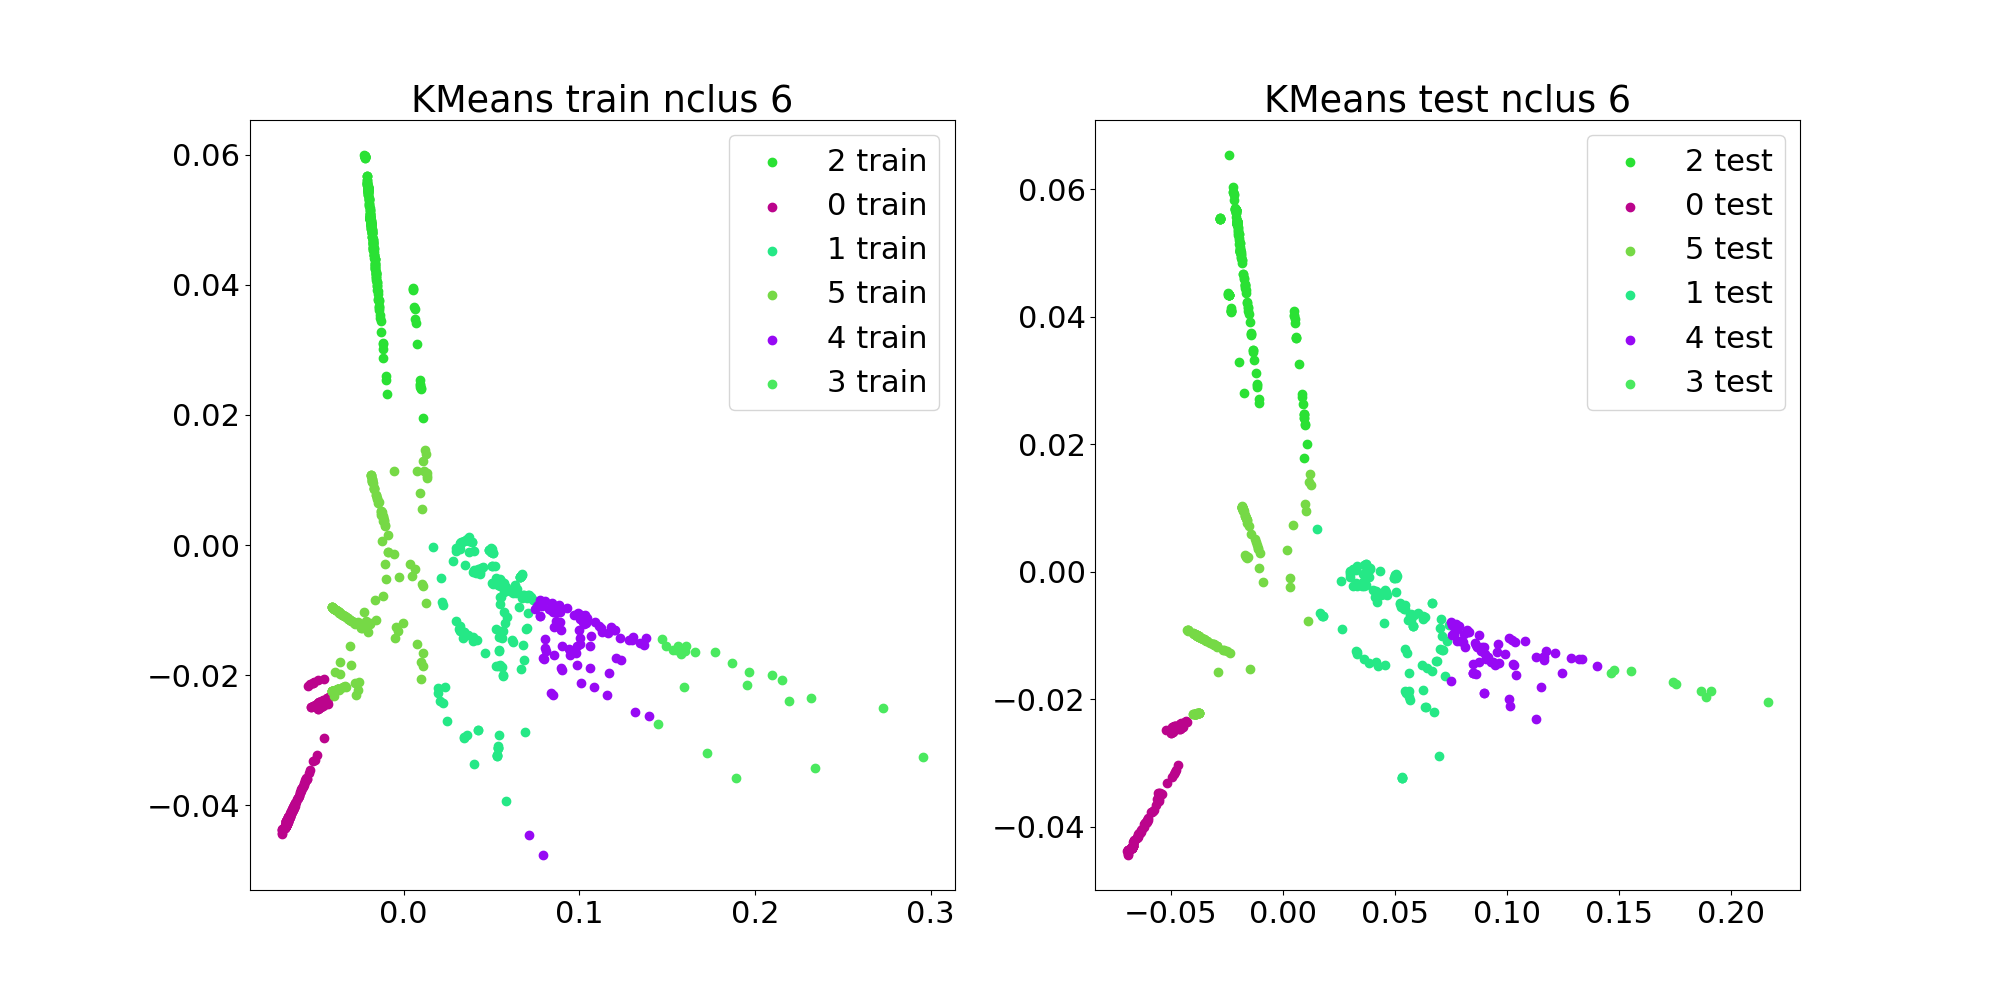 KMeans train nclus 6
0.06
0.04
0.02
0.00
−0.02
−0.04
0.0
0.1
0.2
0.3
2 train
0 train
1 train
5 train
4 train
3 train
KMeans test nclus 6
0.06
0.04
0.02
0.00
−0.02
−0.04
−0.05
0.00
0.05
0.10
0.15
0.20
2 test
0 test
5 test
1 test
4 test
3 test